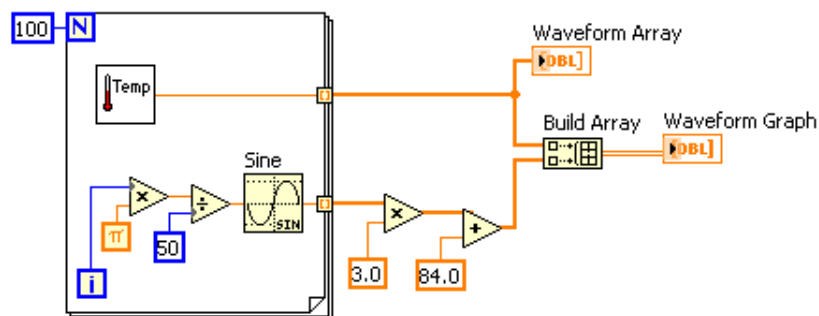 100
N
Waveform Array
DBL]
Temp
Build Array
Waveform Graph
[DBL]
Sine
×
÷
SIN
×
+
π
50
i
3.0
84.0